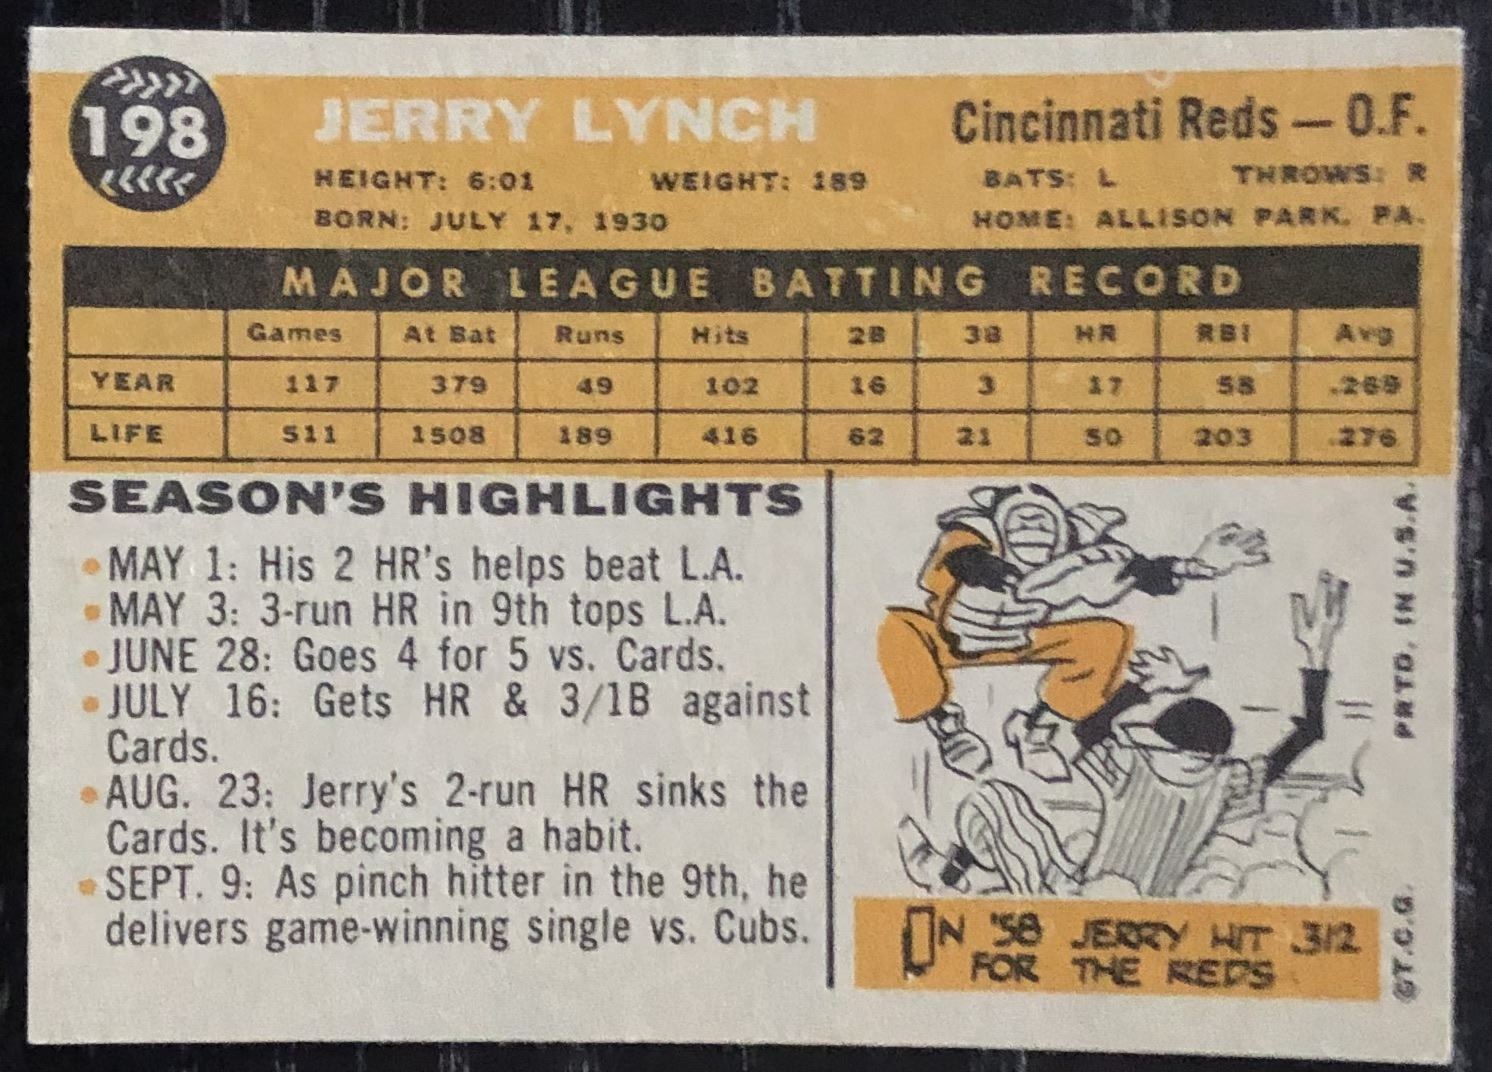 198
JERRY LYNCH
Cincinnati Reds — O.F.
HEIGHT: 6:01 WEIGHT: 189 BATS: L THROWS: R
BORN: JULY 17, 1930 HOME: ALLISON PARK, PA.
MAJOR LEAGUE BATTING RECORD
Games At Bat Runs Hits 2B 3B HR RBI Avg
YEAR 117 379 49 102 16 3 17 58 .269
LIFE 511 1508 189 416 62 21 50 203 .276
SEASON'S HIGHLIGHTS
• MAY 1: His 2 HR's helps beat L.A.
• MAY 3: 3-run HR in 9th tops L.A.
• JUNE 28: Goes 4 for 5 vs. Cards.
• JULY 16: Gets HR & 3/1B against
Cards.
• AUG. 23: Jerry's 2-run HR sinks the
Cards. It's becoming a habit.
• SEPT. 9: As pinch hitter in the 9th, he
delivers game-winning single vs. Cubs.
IN '58 JERRY HIT .312
FOR THE REDS
©T.C.G. PRTD. IN U.S.A.